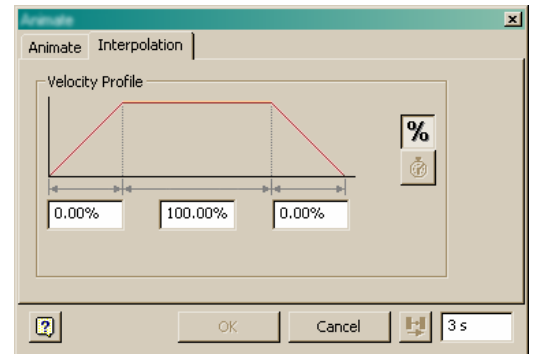 Animate
Animate Interpolation
Velocity Profile
%
0.00% 100.00% 0.00%
OK Cancel 3 s